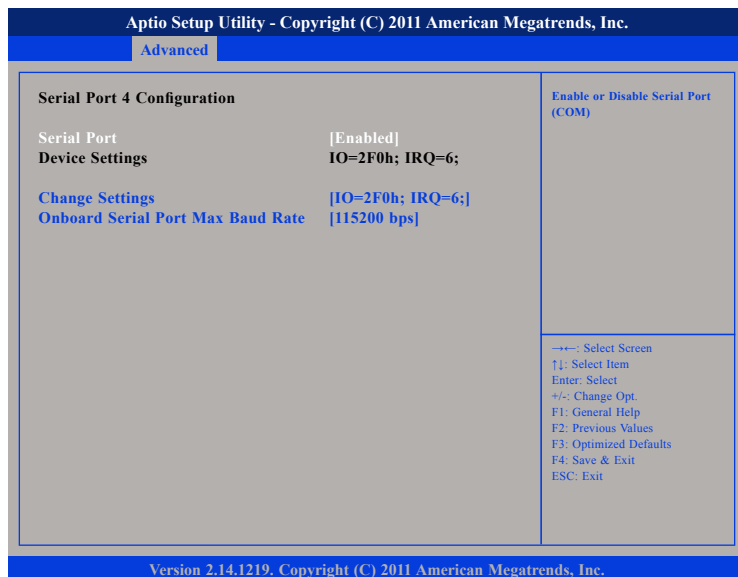 Aptio Setup Utility - Copyright (C) 2011 American Megatrends, Inc.
Advanced
Serial Port 4 Configuration
Serial Port [Enabled]
Device Settings IO=2F0h; IRQ=6;
Change Settings [IO=2F0h; IRQ=6;]
Onboard Serial Port Max Baud Rate [115200 bps]
Enable or Disable Serial Port
(COM)
→←: Select Screen
↑↓: Select Item
Enter: Select
+/-: Change Opt.
F1: General Help
F2: Previous Values
F3: Optimized Defaults
F4: Save & Exit
ESC: Exit
Version 2.14.1219. Copyright (C) 2011 American Megatrends, Inc.